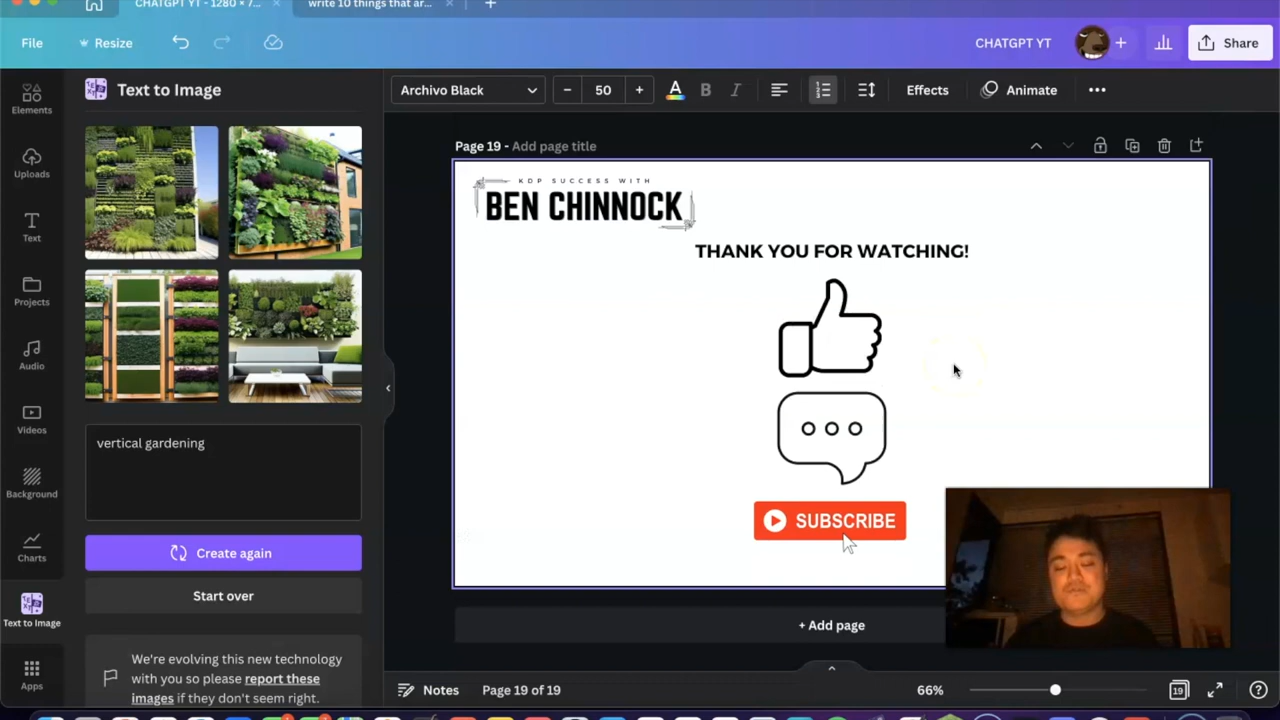 CHATGPT YT - 1280 × 7...
write 10 things that ar...
File
Resize
CHATGPT YT
Share
Elements
Uploads
Text
Projects
Audio
Videos
Background
Charts
Text to Image
Apps
Text to Image
vertical gardening
Create again
Start over
We're evolving this new technology
with you so please report these
images if they don't seem right.
Archivo Black
50
A
B
I
Effects
Animate
Page 19 - Add page title
KDP SUCCESS WITH
BEN CHINNOCK
THANK YOU FOR WATCHING!
SUBSCRIBE
+ Add page
Notes
Page 19 of 19
66%
19